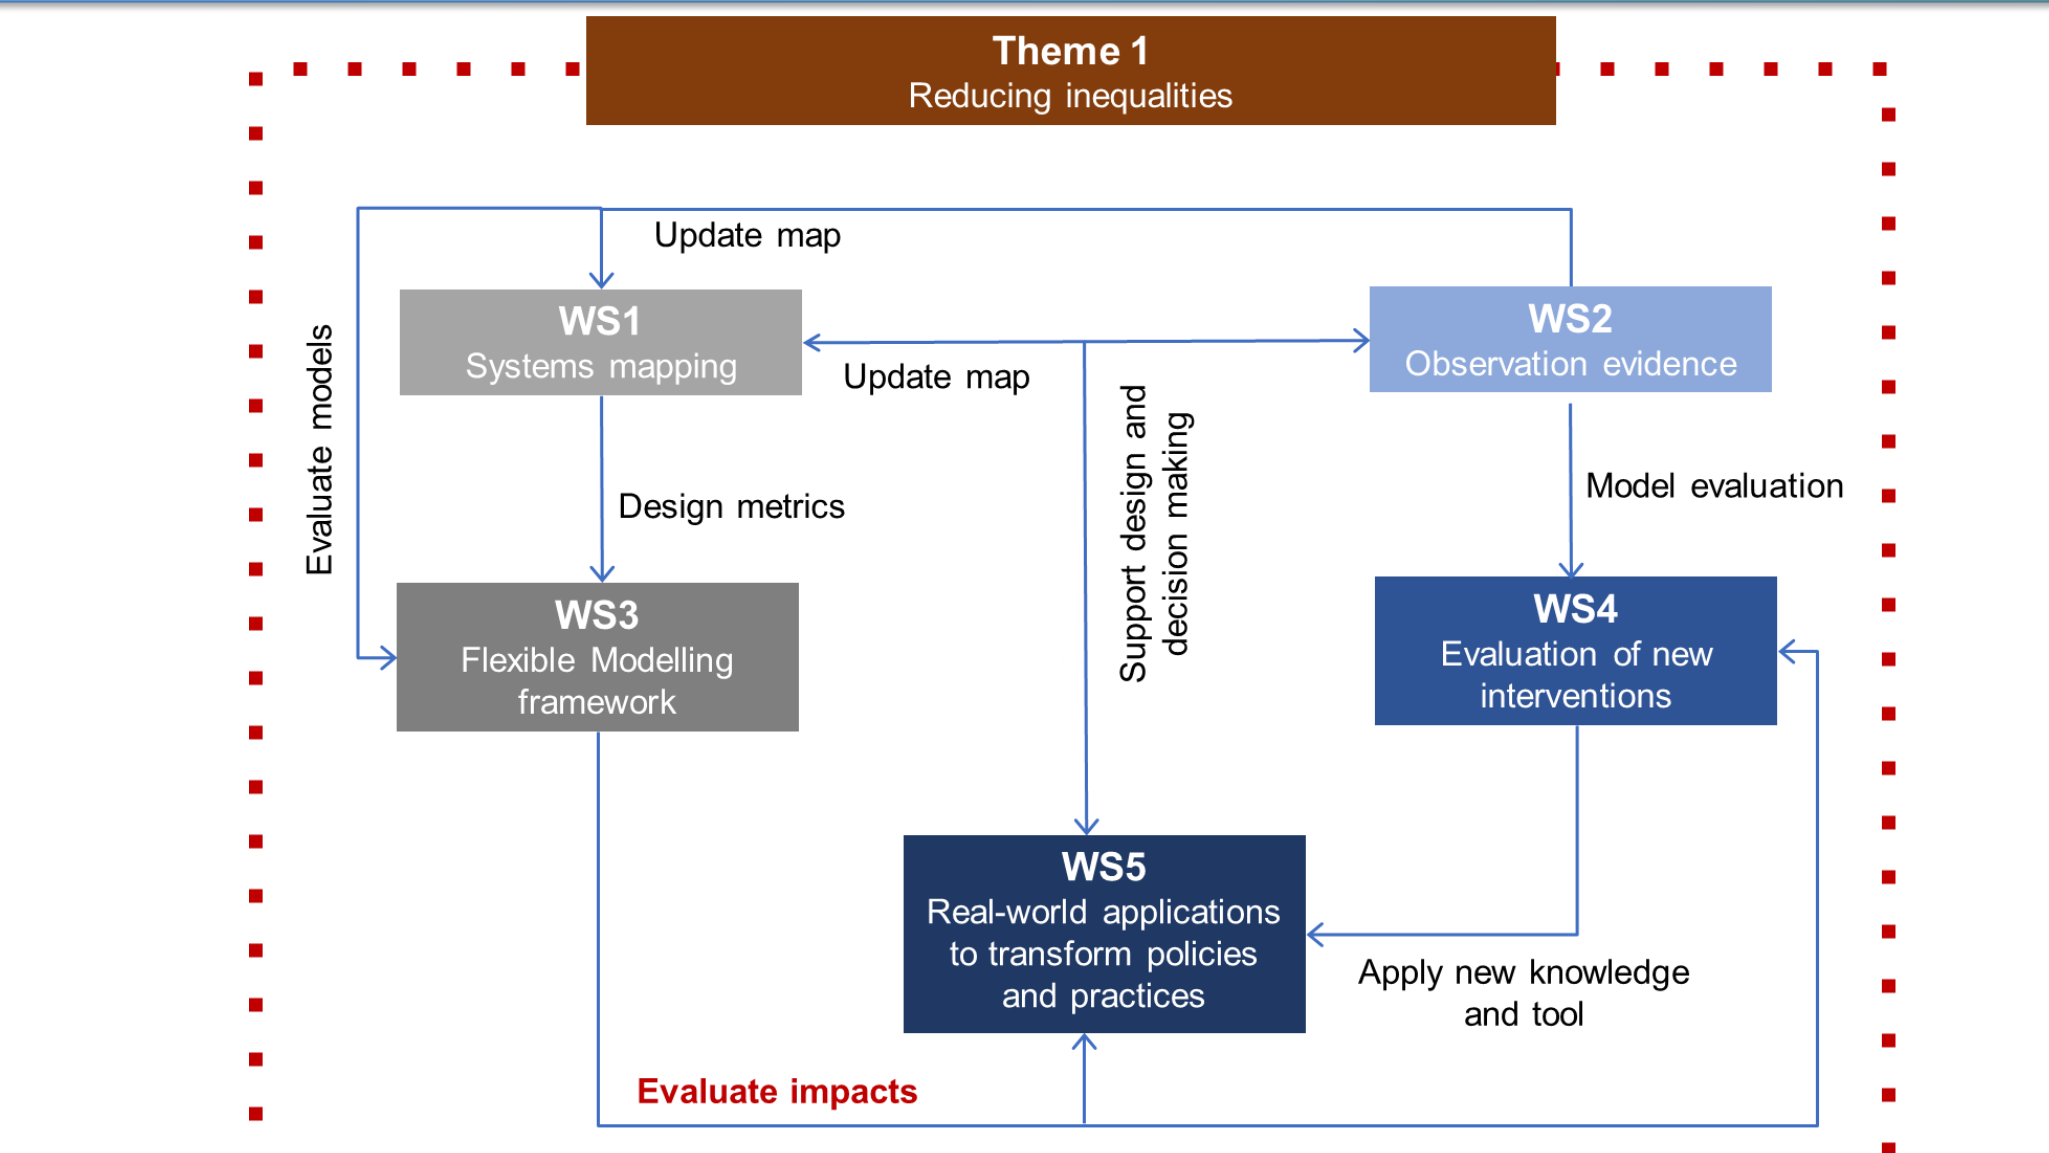 Theme 1
Reducing inequalities
Update map
WS1
Systems mapping
WS2
Observation evidence
Update map
Evaluate models
Support design and
decision making
Design metrics
Model evaluation
WS3
Flexible Modelling
framework
WS4
Evaluation of new
interventions
WS5
Real-world applications
to transform policies
and practices
Apply new knowledge
and tool
Evaluate impacts